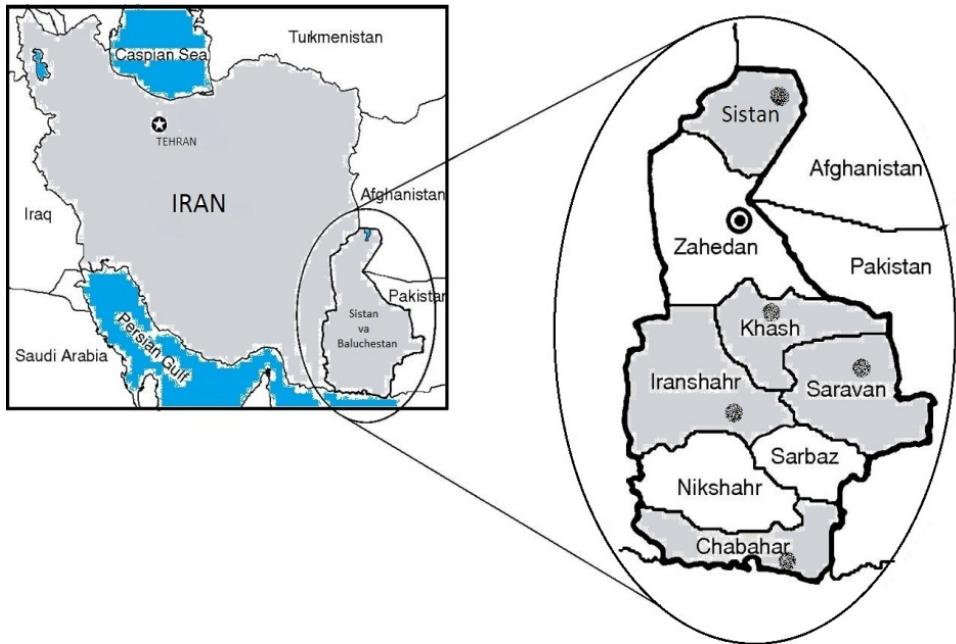 Caspian Sea
Turkmenistan
TEHRAN
IRAN
Iraq
Afghanistan
Pakistan
Sistan
va
Baluchestan
Persian Gulf
Saudi Arabia
Sistan
Afghanistan
Zahedan
Pakistan
Khash
Iranshahr
Saravan
Sarbaz
Nikshahr
Chabahar